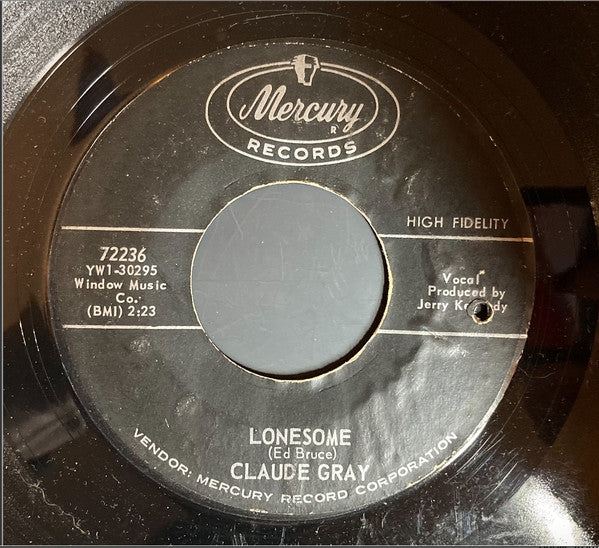 Mercury
R
RECORDS
HIGH FIDELITY
72236
YW1-30295
Window Music
Co.
(BMI) 2:23
Vocal
Produced by
Jerry
LONESOME
(Ed Bruce)
CLAUDE GRAY
VENDOR: MERCURY RECORD CORPORATION